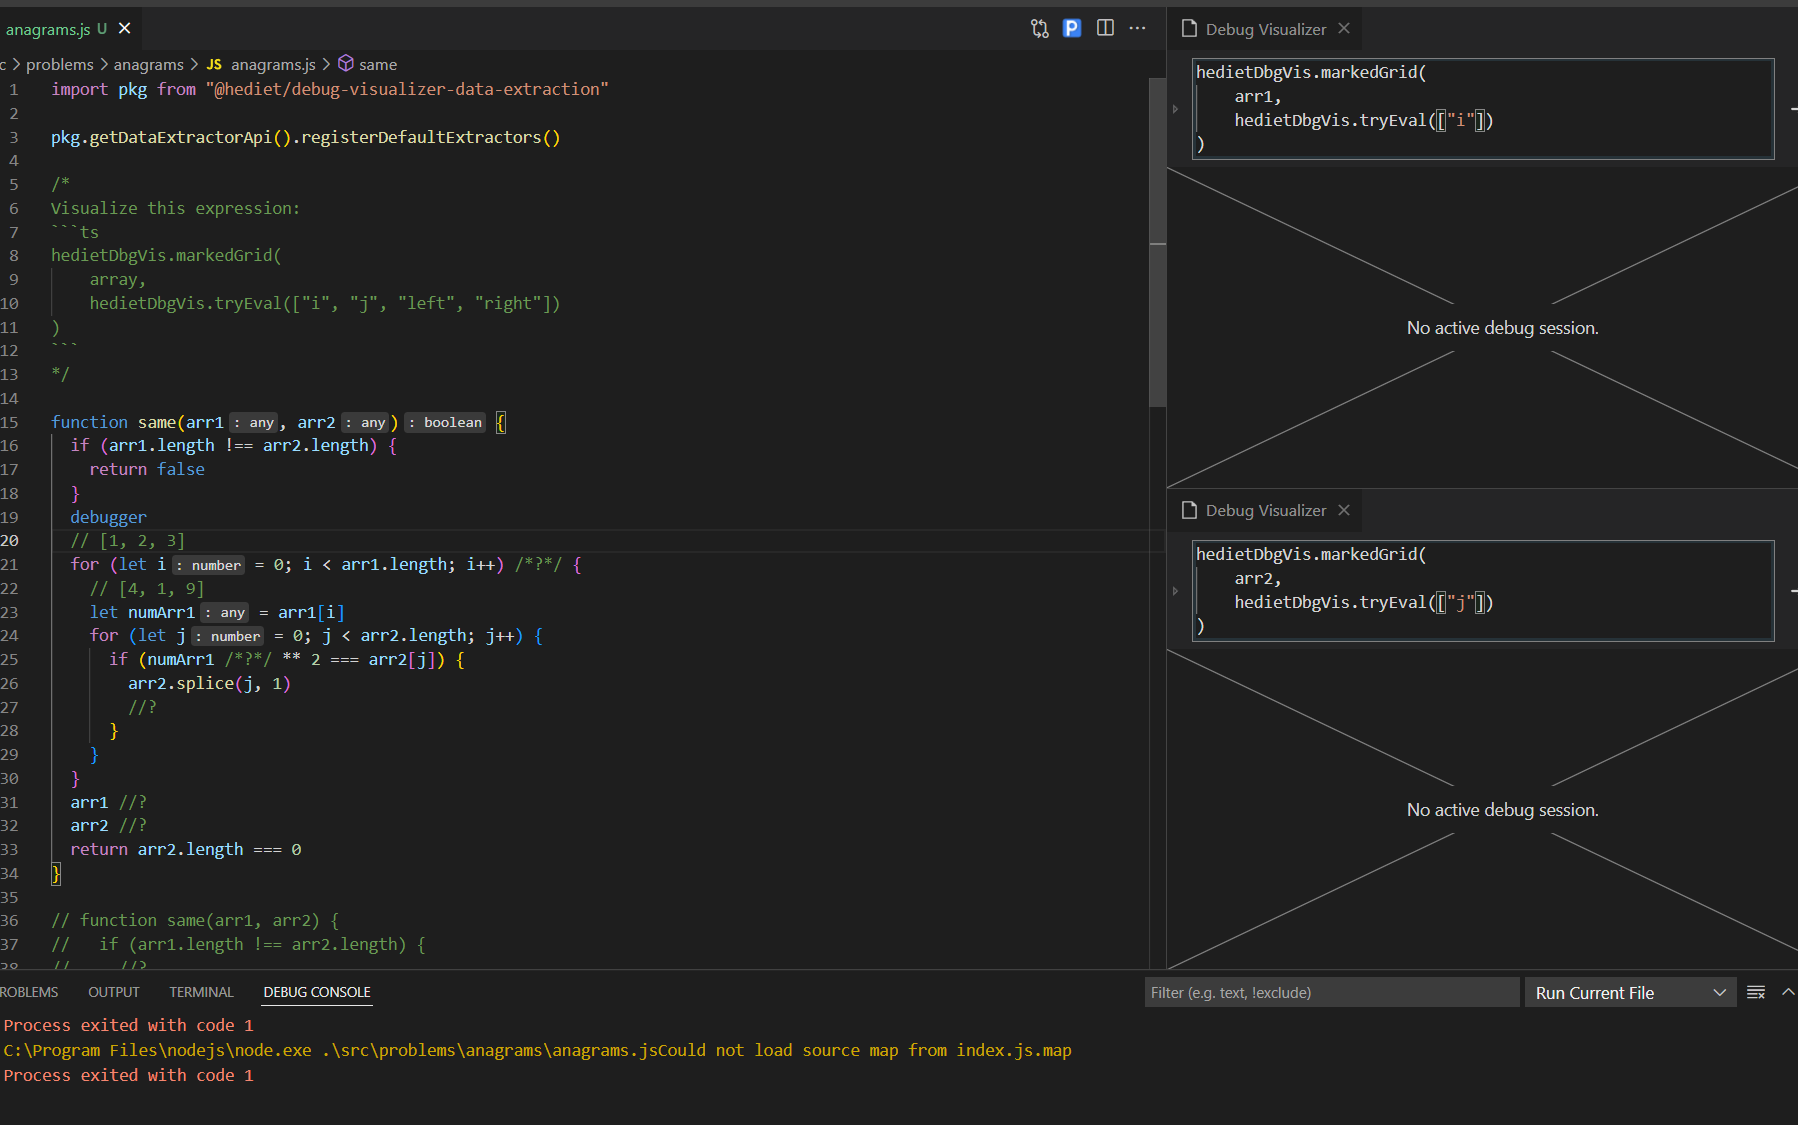 anagrams.js U
c > problems > anagrams > JS anagrams.js > same
1 import pkg from "@hediet/debug-visualizer-data-extraction"
2
3 pkg.getDataExtractorApi().registerDefaultExtractors()
4
5 /*
6 Visualize this expression:
7 ```ts
8 hedietDbgVis.markedGrid(
9     array,
10     hedietDbgVis.tryEval(["i", "j", "left", "right"])
11 )
12 ```
13 */
14
15 function same(arr1 : any, arr2 : any) : boolean {
16   if (arr1.length !== arr2.length) {
17     return false
18   }
19   debugger
20   // [1, 2, 3]
21   for (let i : number = 0; i < arr1.length; i++) /*?*/ {
22     // [4, 1, 9]
23     let numArr1 : any = arr1[i]
24     for (let j : number = 0; j < arr2.length; j++) {
25       if (numArr1 /*?*/ ** 2 === arr2[j]) {
26         arr2.splice(j, 1)
27         //?
28       }
29     }
30   }
31   arr1 //?
32   arr2 //?
33   return arr2.length === 0
34 }
35
36 // function same(arr1, arr2) {
37 //   if (arr1.length !== arr2.length) {
38 //     //?
Debug Visualizer
hedietDbgVis.markedGrid(
    arr1,
    hedietDbgVis.tryEval(["i"])
)
No active debug session.
Debug Visualizer
hedietDbgVis.markedGrid(
    arr2,
    hedietDbgVis.tryEval(["j"])
)
No active debug session.
ROBLEMS OUTPUT TERMINAL DEBUG CONSOLE Filter (e.g. text, !exclude) Run Current File
Process exited with code 1
C:\Program Files\nodejs\node.exe .\src\problems\anagrams\anagrams.jsCould not load source map from index.js.map
Process exited with code 1